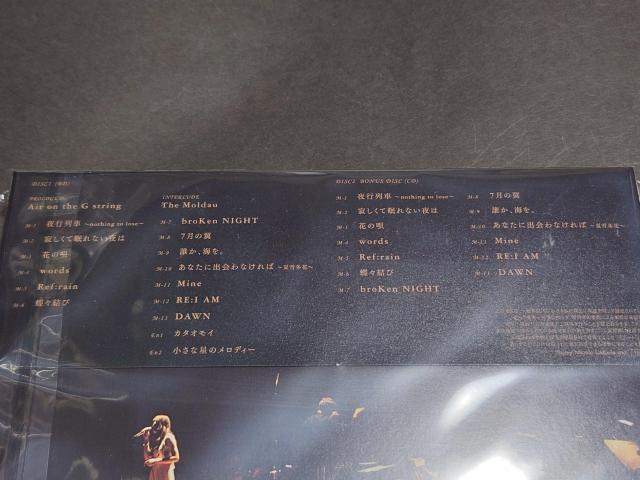 DISC1 (BD)
PROLOGUE
Air on the G string
M-1 夜行列車 ~nothing to lose~
M-2 寂しくて眠れない夜は
M-3 花の唄
M-4 words
M-5 Ref:rain
M-6 蝶々結び
INTERLUDE
The Moldau
M-7 broKen NIGHT
M-8 7月の翼
M-9 誰か、海を。
M-10 あなたに出会わなければ ~夏雪冬花~
M-11 Mine
M-12 RE:I AM
M-13 DAWN
En1 カタオモイ
En2 小さな星のメロディー
DISC2 BONUS DISC (CD)
M-1 夜行列車 ~nothing to lose~
M-2 寂しくて眠れない夜は
M-3 花の唄
M-4 words
M-5 Ref:rain
M-6 蝶々結び
M-7 broKen NIGHT
M-8 7月の翼
M-9 誰か、海を。
M-10 あなたに出会わなければ ~夏雪冬花~
M-11 Mine
M-12 RE:I AM
M-13 DAWN